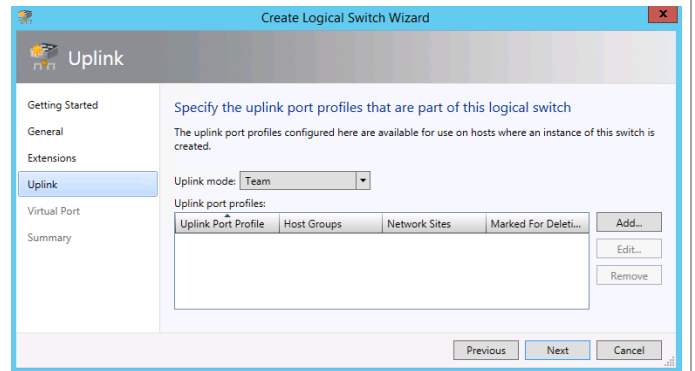 Create Logical Switch Wizard
x
Uplink
Getting Started
General
Extensions
Uplink
Virtual Port
Summary
Specify the uplink port profiles that are part of this logical switch
The uplink port profiles configured here are available for use on hosts where an instance of this switch is
created.
Uplink mode: Team
Uplink port profiles:
Uplink Port Profile Host Groups Network Sites Marked For Deleti...
Add...
Edit...
Remove
Previous Next Cancel